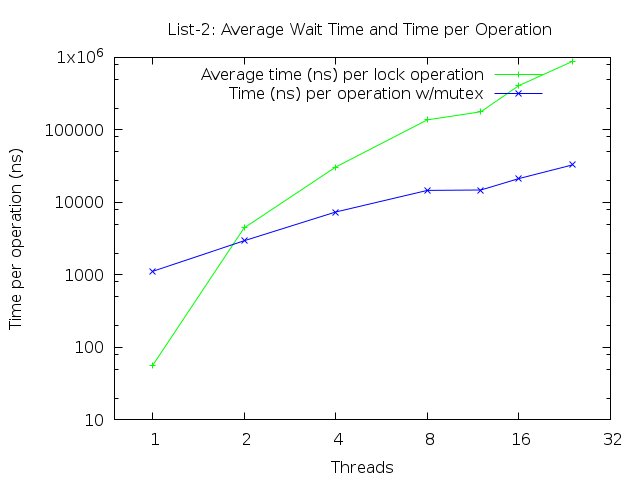 List-2: Average Wait Time and Time per Operation
1x10^6
100000
10000
1000
100
10
Time per operation (ns)
Average time (ns) per lock operation
Time (ns) per operation w/mutex
1 2 4 8 16 32
Threads